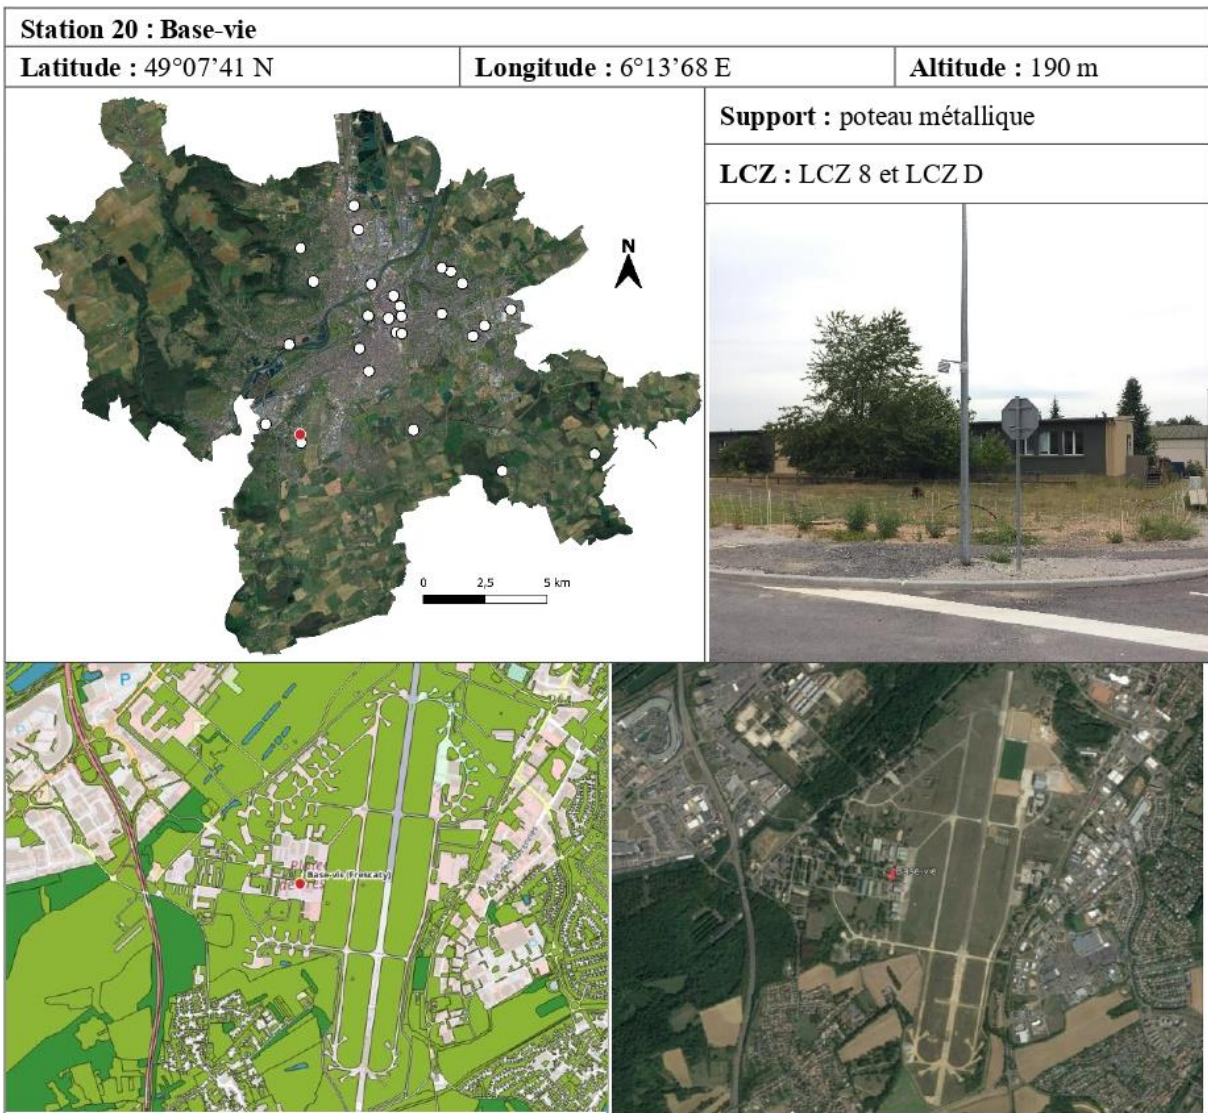 Station 20 : Base-vie
Latitude : 49°07’41 N
Longitude : 6°13’68 E
Altitude : 190 m
Support : poteau métallique
LCZ : LCZ 8 et LCZ D
N
0 2,5 5 km
P
Base-vie (Frescaty)
Base-vie